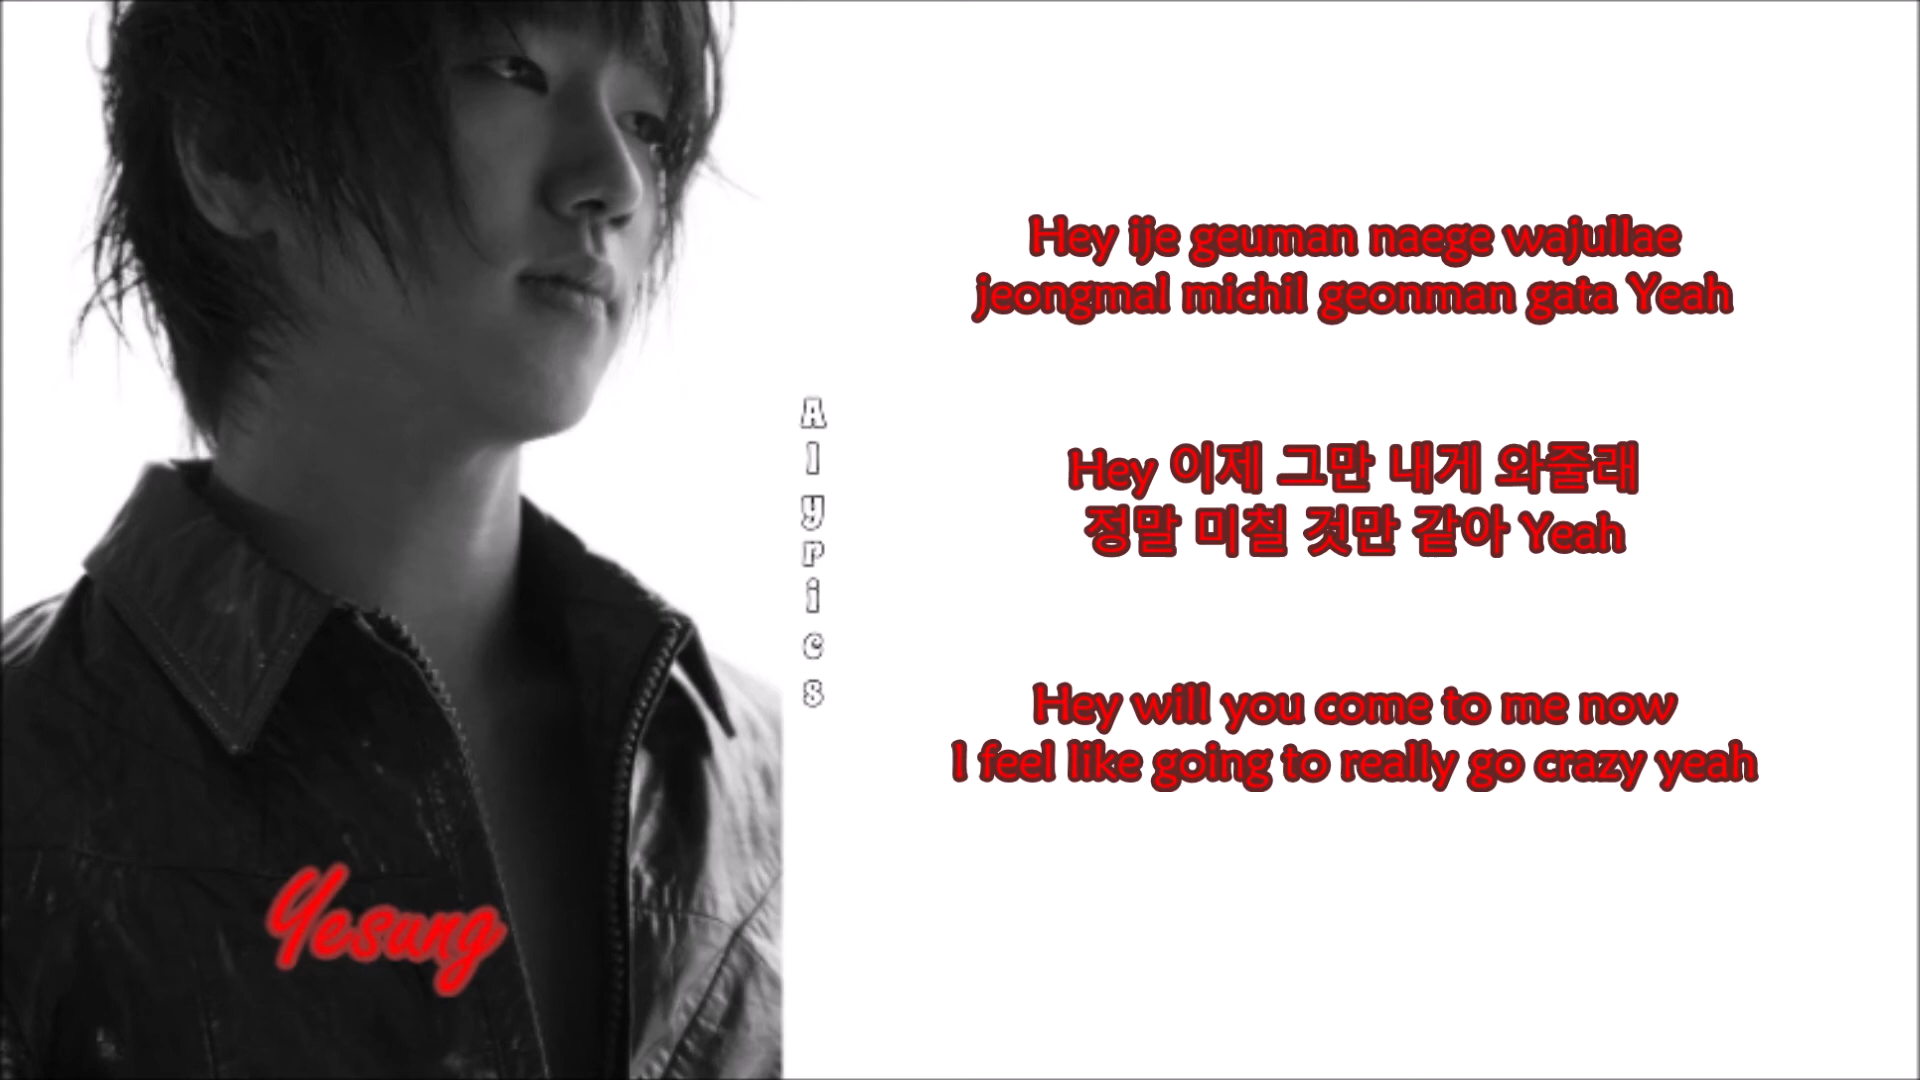 Hey ije geuman naege wajullae
jeongmal michil geonman gata Yeah
Hey 이제 그만 내게 와줄래
정말 미칠 것만 같아 Yeah
Hey will you come to me now
I feel like going to really go crazy yeah
Alypics
Yesung